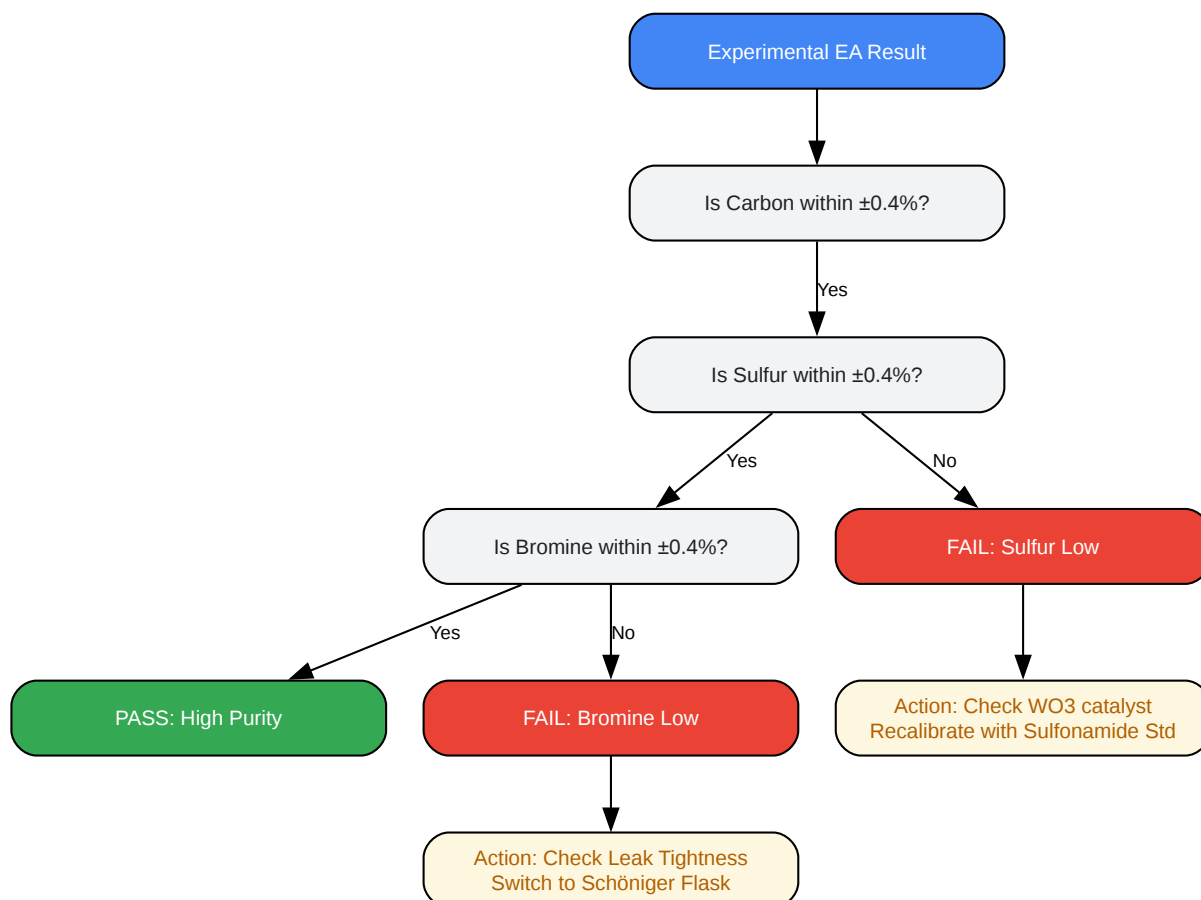 Experimental EA Result
Is Carbon within ±0.4%?
Yes
Is Sulfur within ±0.4%?
Yes
No
Is Bromine within ±0.4%?
FAIL: Sulfur Low
Yes
No
PASS: High Purity
FAIL: Bromine Low
Action: Check WO3 catalyst
Recalibrate with Sulfonamide Std
Action: Check Leak Tightness
Switch to Schöniger Flask